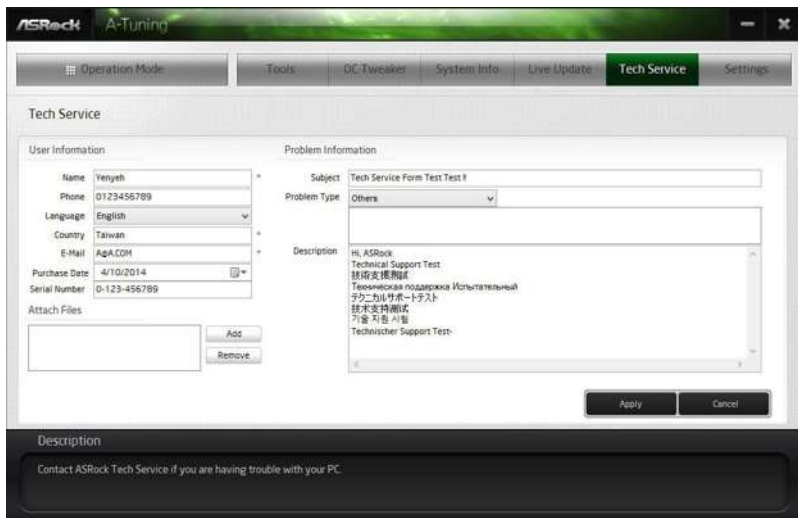 ASRock A-Tuning
Operation Mode Tools OC Tweaker System Info Live Update Tech Service Settings
Tech Service
User Information
Name Yenyeh *
Phone 0123456789
Language English
Country Taiwan *
E-Mail A@A.COM *
Purchase Date 4/10/2014
Serial Number 0-123-456789
Attach Files
Add
Remove
Problem Information
Subject Tech Service Form Test Test !!
Problem Type Others
Description
Hi, ASRock
Technical Support Test
技術支援測試
Техническая поддержка Испытательный
テクニカルサポートテスト
技术支持测试
기술 지원 시험
Technischer Support Test-
Apply Cancel
Description
Contact ASRock Tech Service if you are having trouble with your PC.